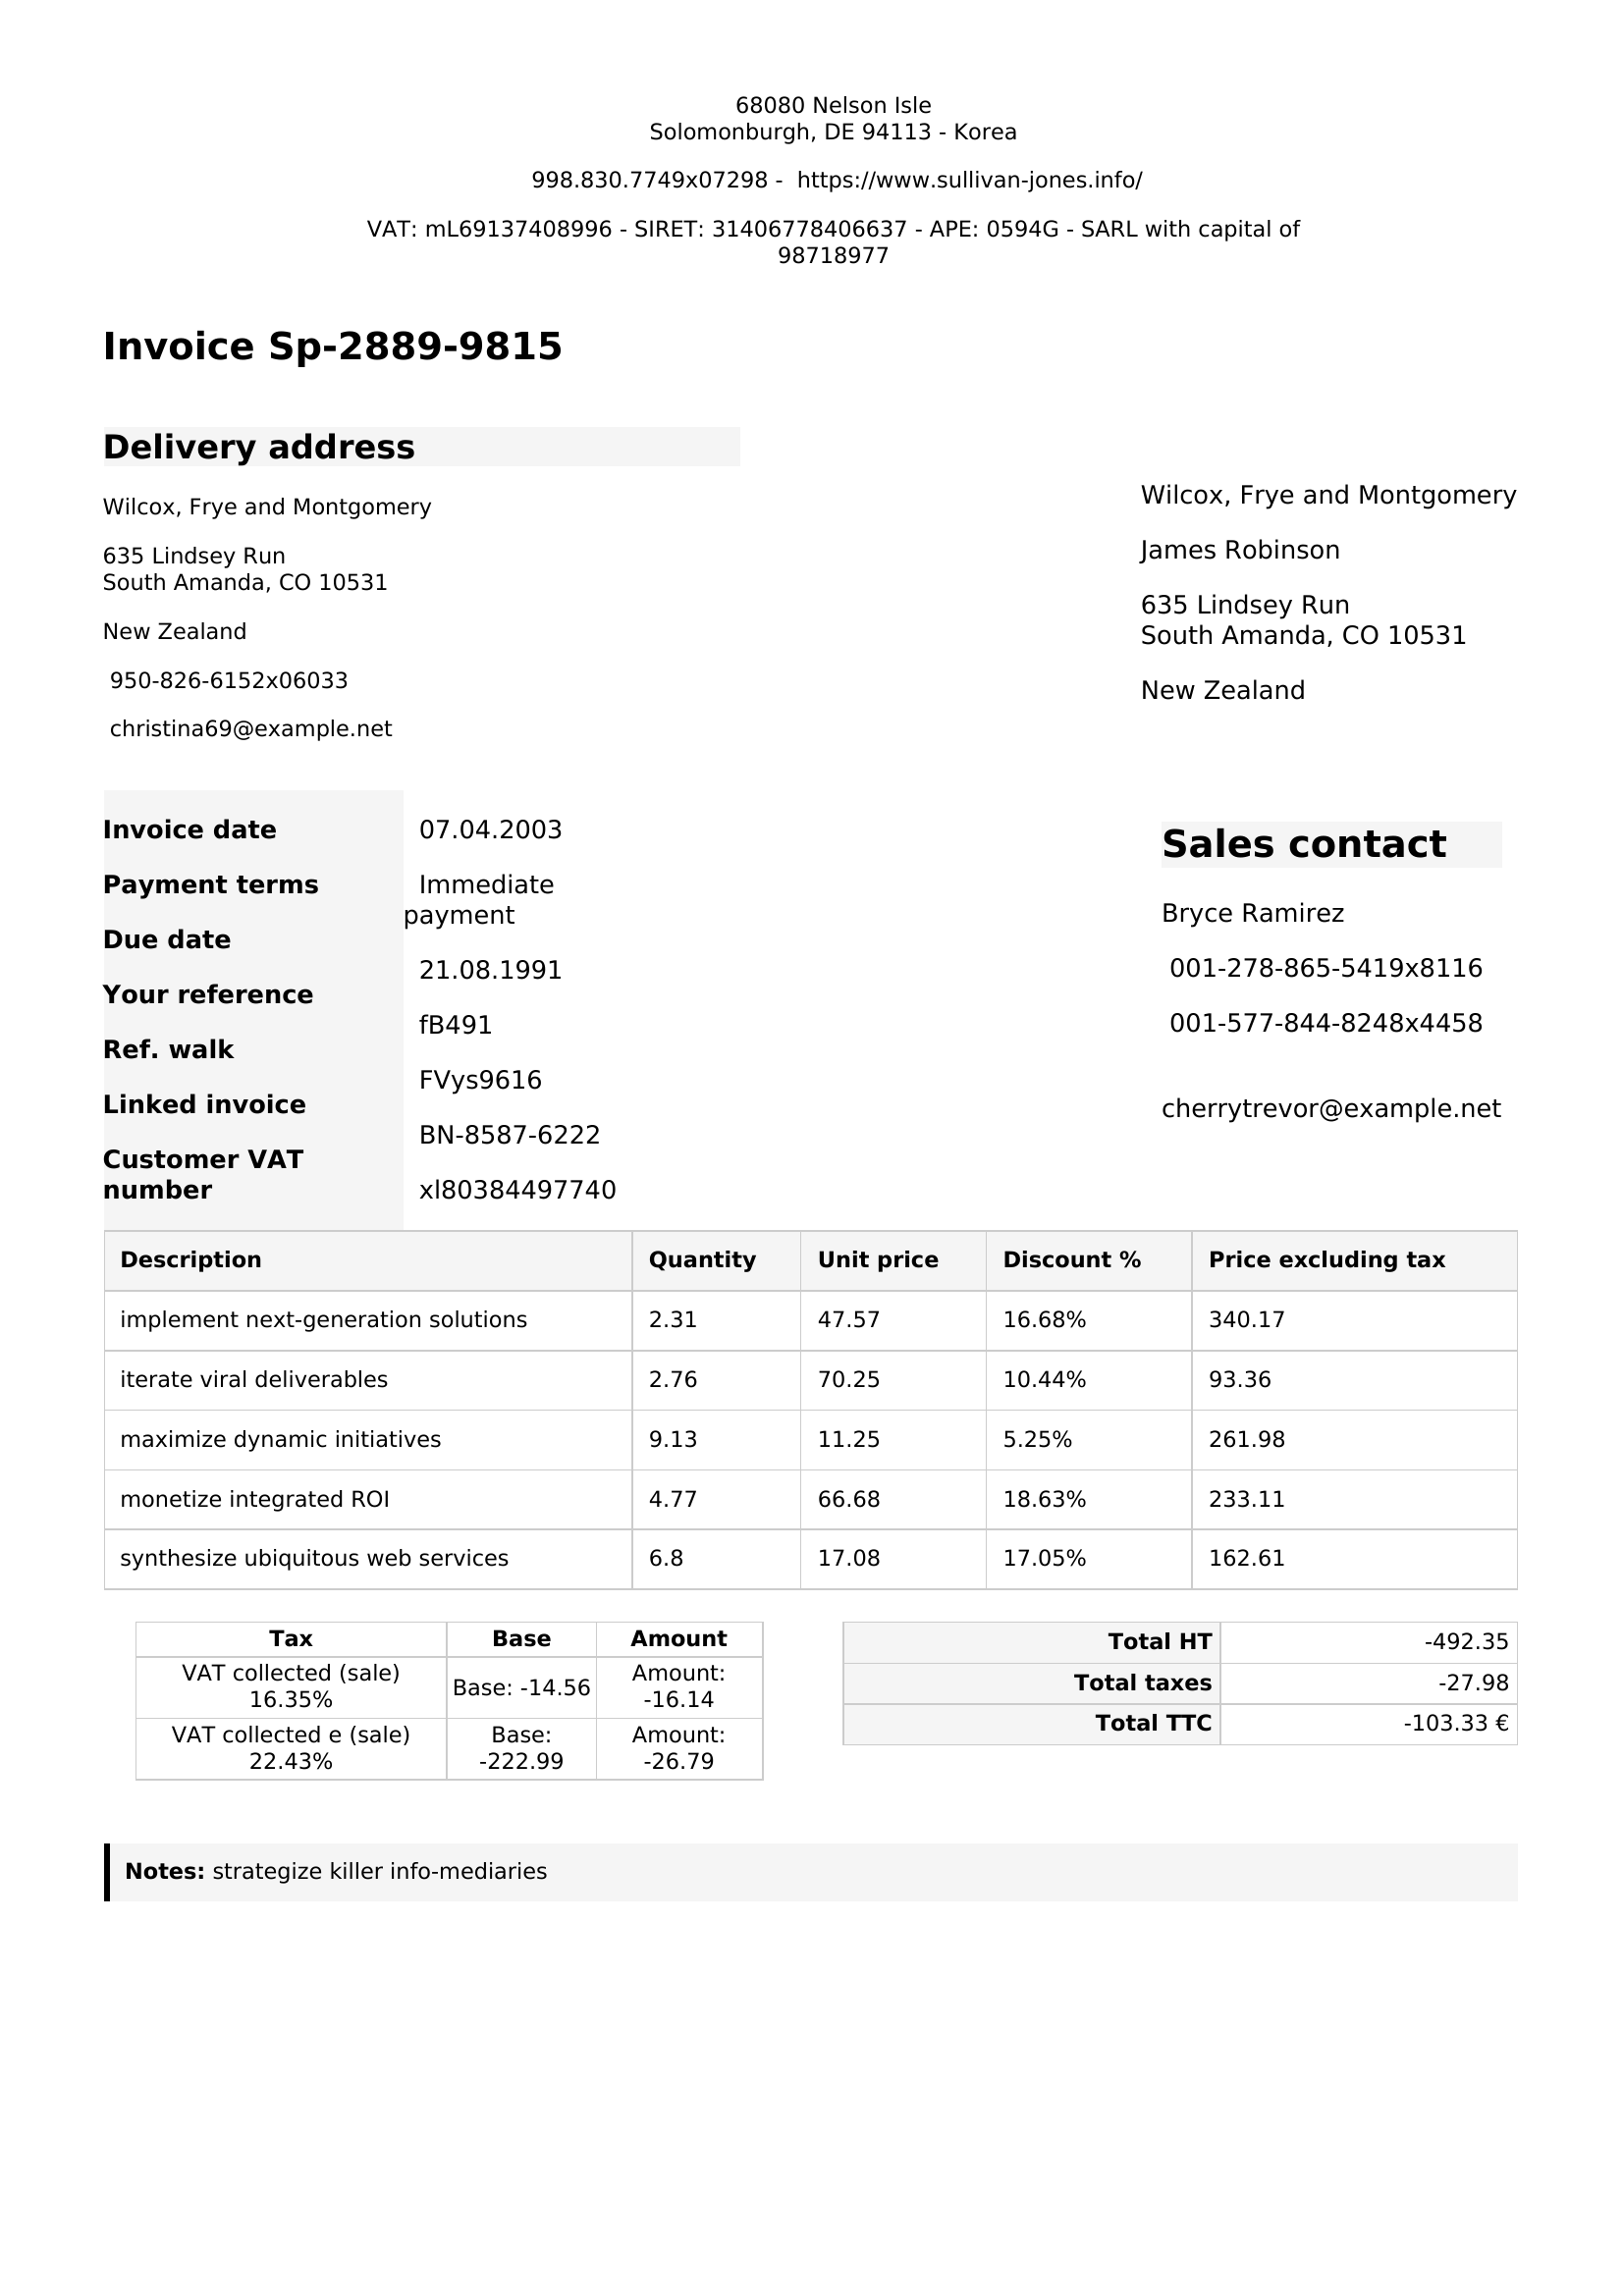 68080 Nelson Isle
Solomonburgh, DE 94113 - Korea
998.830.7749x07298 -  https://www.sullivan-jones.info/
VAT: mL69137408996 - SIRET: 31406778406637 - APE: 0594G - SARL with capital of
98718977
Invoice Sp-2889-9815
Delivery address
Wilcox, Frye and Montgomery
635 Lindsey Run
South Amanda, CO 10531
New Zealand
950-826-6152x06033
christina69@example.net
Wilcox, Frye and Montgomery
James Robinson
635 Lindsey Run
South Amanda, CO 10531
New Zealand
Invoice date
Payment terms
Due date
Your reference
Ref. walk
Linked invoice
Customer VAT
number
07.04.2003
Immediate
payment
21.08.1991
fB491
FVys9616
BN-8587-6222
xl80384497740
Sales contact
Bryce Ramirez
001-278-865-5419x8116
001-577-844-8248x4458
cherrytrevor@example.net
Description Quantity Unit price Discount % Price excluding tax
implement next-generation solutions 2.31 47.57 16.68% 340.17
iterate viral deliverables 2.76 70.25 10.44% 93.36
maximize dynamic initiatives 9.13 11.25 5.25% 261.98
monetize integrated ROI 4.77 66.68 18.63% 233.11
synthesize ubiquitous web services 6.8 17.08 17.05% 162.61
Tax Base Amount
VAT collected (sale)
16.35%
Base: -14.56
Amount:
-16.14
VAT collected e (sale)
22.43%
Base:
-222.99
Amount:
-26.79
Total HT -492.35
Total taxes -27.98
Total TTC -103.33 €
Notes: strategize killer info-mediaries